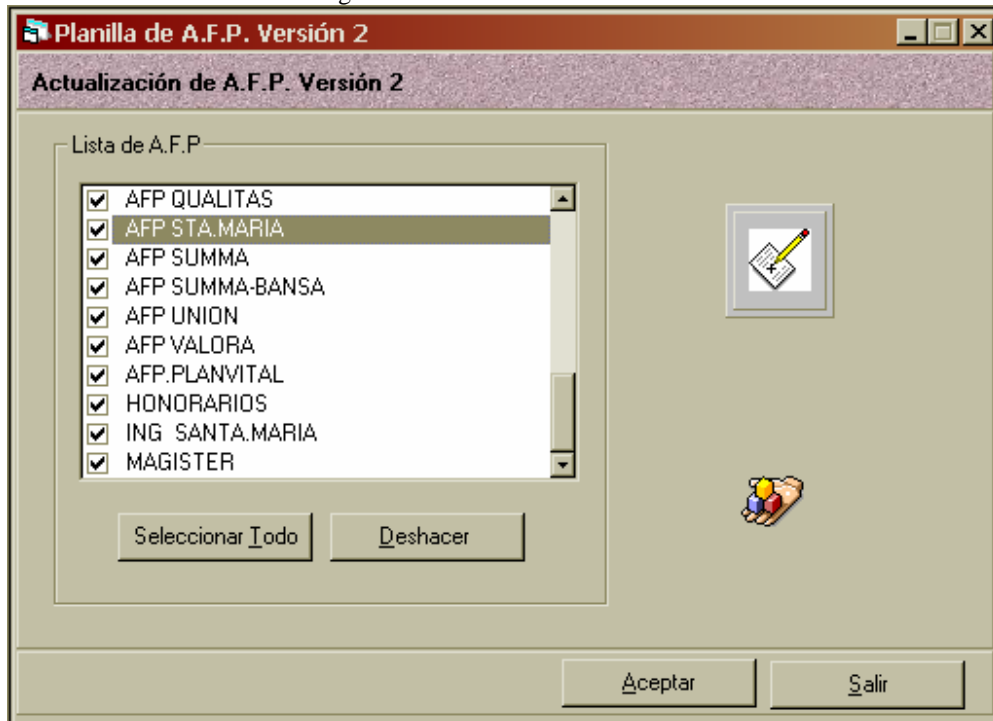 Planilla de A.F.P. Versión 2
Actualización de A.F.P. Versión 2
Lista de A.F.P
AFP QUALITAS
AFP STA.MARIA
AFP SUMMA
AFP SUMMA-BANSA
AFP UNION
AFP VALORA
AFP.PLANVITAL
HONORARIOS
ING SANTA.MARIA
MAGISTER
Seleccionar Todo
Deshacer
Aceptar
Salir